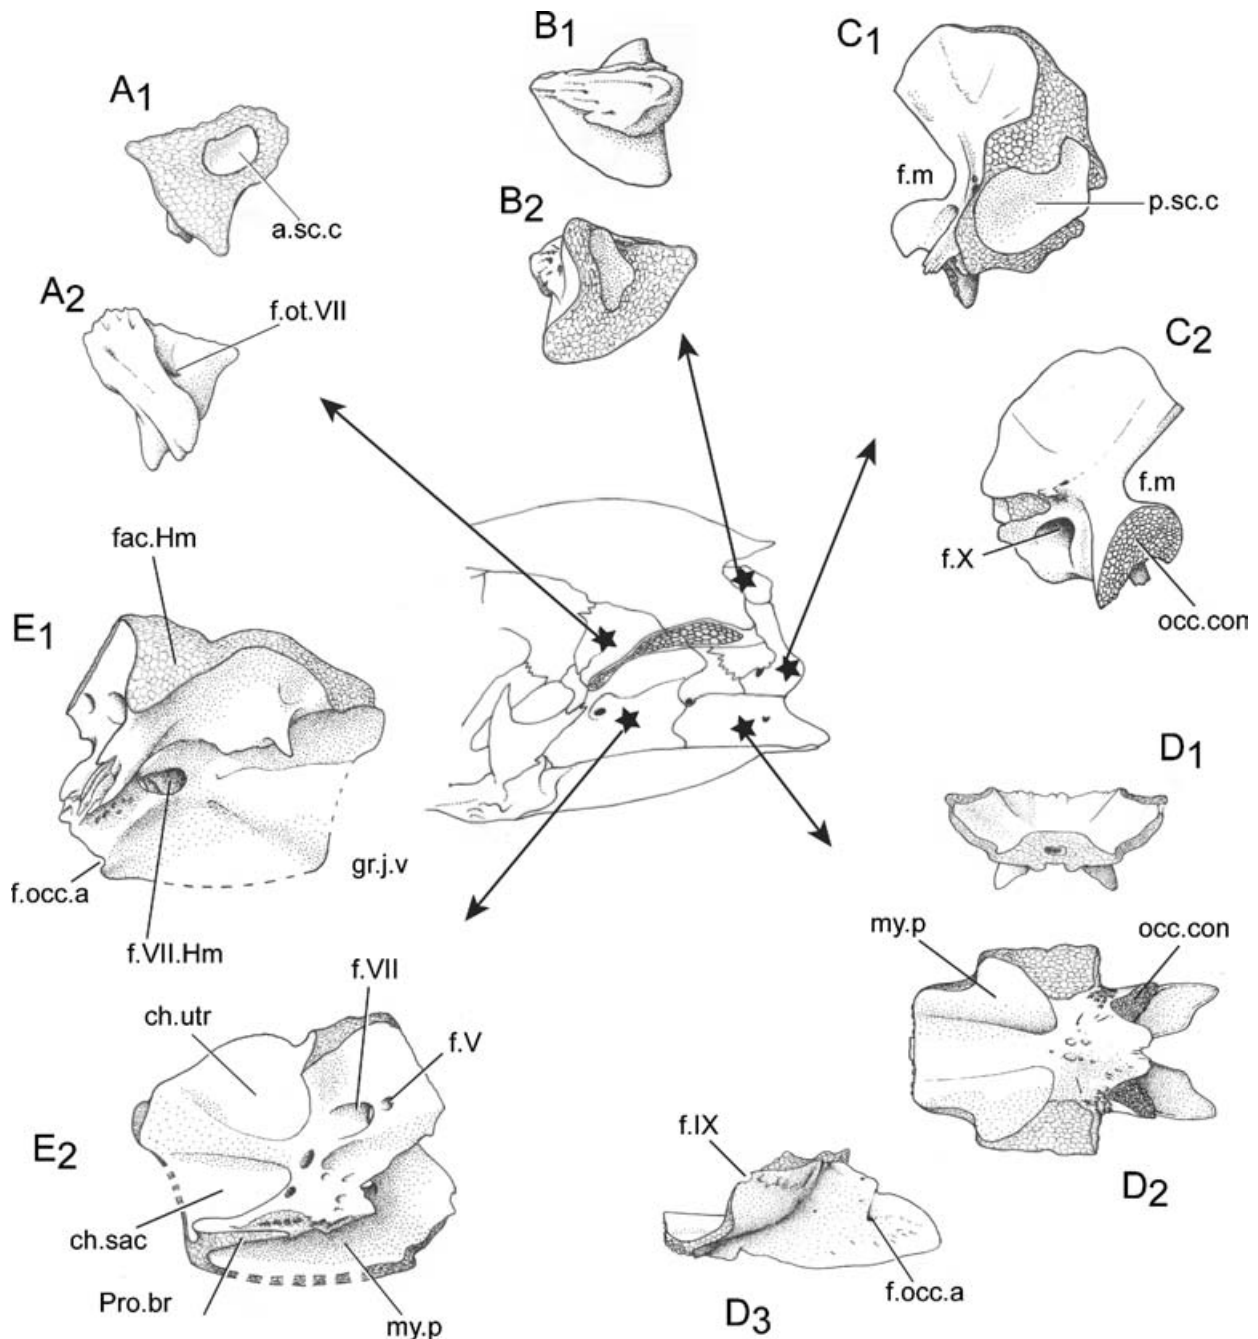 A1
a.sc.c
A2
f.ot.VII
B1
B2
C1
f.m
p.sc.c
C2
f.m
f.X
occ.con
fac.Hm
E1
f.occ.a
gr.j.v
f.VII.Hm
D1
my.p
occ.con
D2
f.VII
ch.utr
f.V
E2
ch.sac
Pro.br
my.p
f.IX
f.occ.a
D3